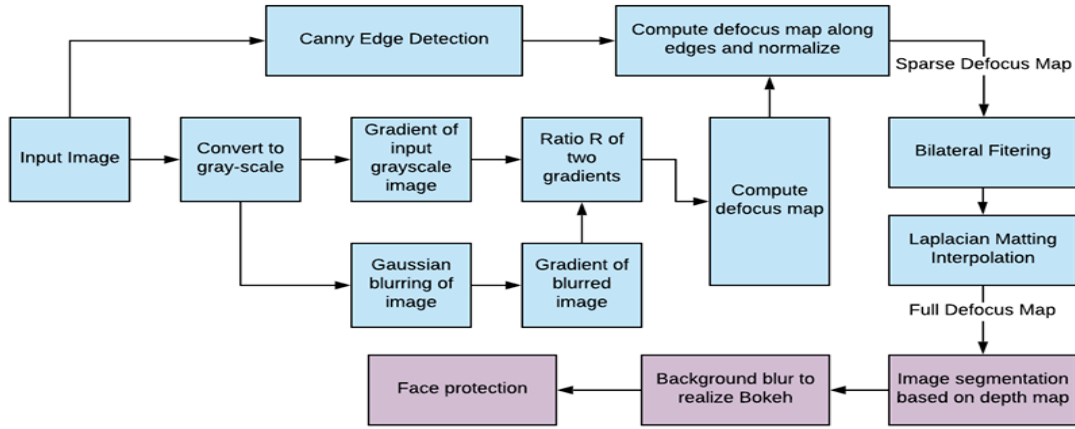 Canny Edge Detection
Compute defocus map along
edges and normalize
Sparse Defocus Map
Input Image
Convert to
gray-scale
Gradient of
input
grayscale
image
Ratio R of
two
gradients
Compute
defocus map
Bilateral Fitering
Gaussian
blurring of
image
Gradient of
blurred
image
Laplacian Matting
Interpolation
Full Defocus Map
Face protection
Background blur to
realize Bokeh
Image segmentation
based on depth map